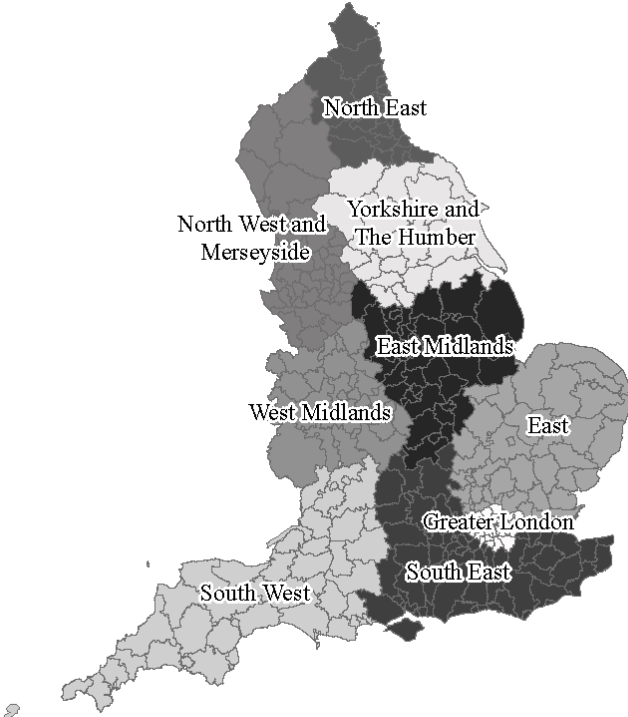 North East
Yorkshire and
The Humber
North West and
Merseyside
East Midlands
West Midlands
East
Greater London
South East
South West